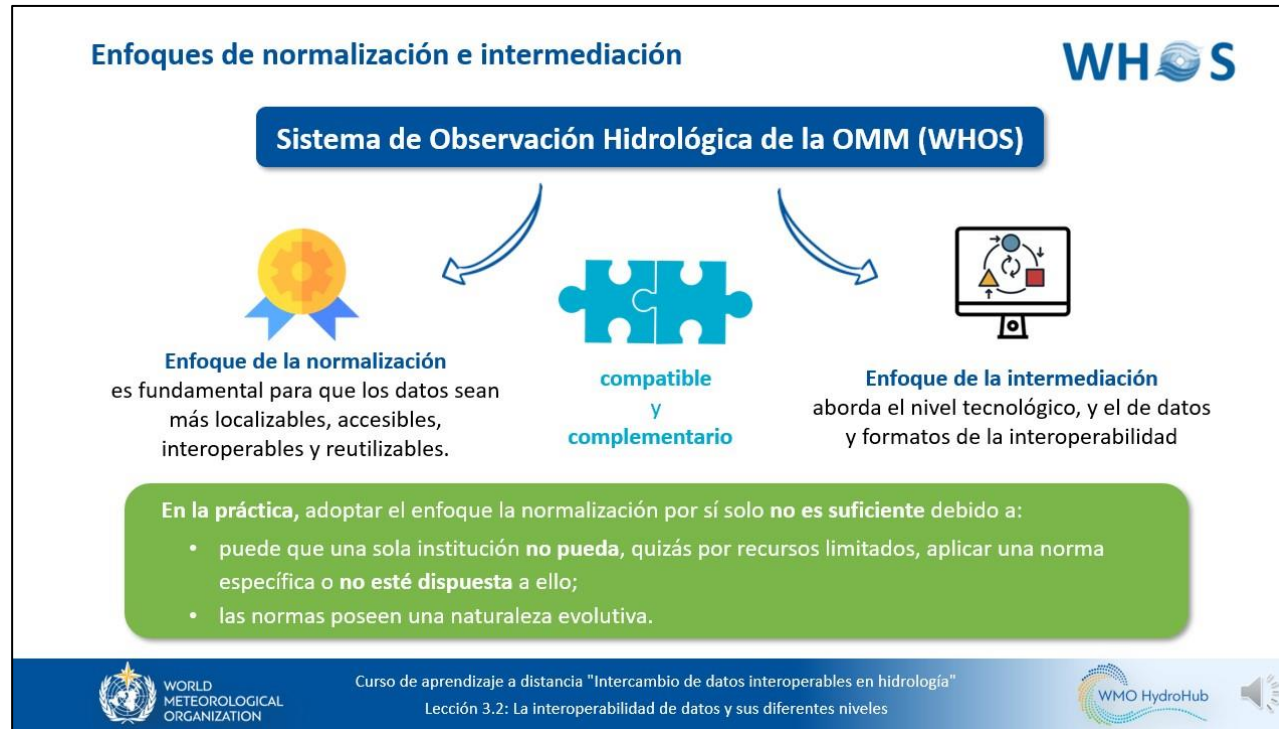 Enfoques de normalización e intermediación
WHOS
Sistema de Observación Hidrológica de la OMM (WHOS)
Enfoque de la normalización
es fundamental para que los datos sean
más localizables, accesibles,
interoperables y reutilizables.
compatible
y
complementario
Enfoque de la intermediación
aborda el nivel tecnológico, y el de datos
y formatos de la interoperabilidad
En la práctica, adoptar el enfoque la normalización por sí solo no es suficiente debido a:
• puede que una sola institución no pueda, quizás por recursos limitados, aplicar una norma
específica o no esté dispuesta a ello;
• las normas poseen una naturaleza evolutiva.
WORLD
METEOROLOGICAL
ORGANIZATION
Curso de aprendizaje a distancia "Intercambio de datos interoperables en hidrología"
Lección 3.2: La interoperabilidad de datos y sus diferentes niveles
WMO HydroHub